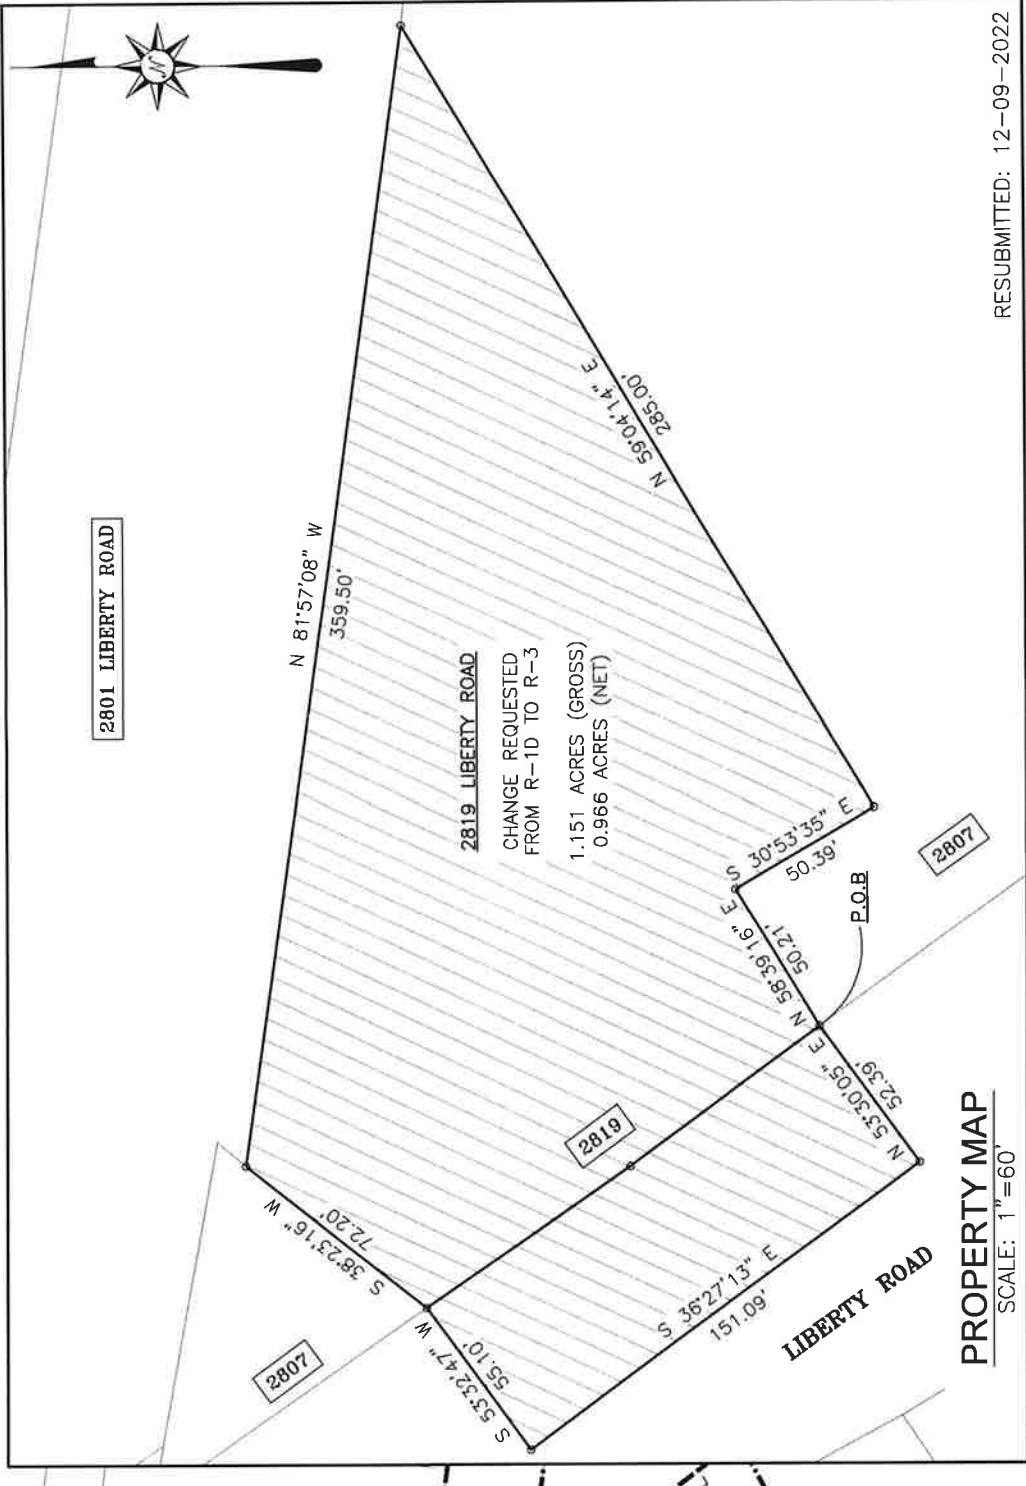 2801 LIBERTY ROAD
N
N 81°57'08" W
359.50'
2819 LIBERTY ROAD
CHANGE REQUESTED
FROM R-1D TO R-3
1.151 ACRES (GROSS)
0.966 ACRES (NET)
N 59°04'14" E
285.00'
S 30°53'35" E
50.39'
N 58°39'16" E
50.21'
P.O.B
2807
N 53°30'05" E
52.39'
2819
S 38°23'16" W
72.20'
2807
S 53°32'47" W
55.10'
S 36°27'13" E
151.09'
LIBERTY ROAD
PROPERTY MAP
SCALE: 1"=60'
RESUBMITTED: 12-09-2022